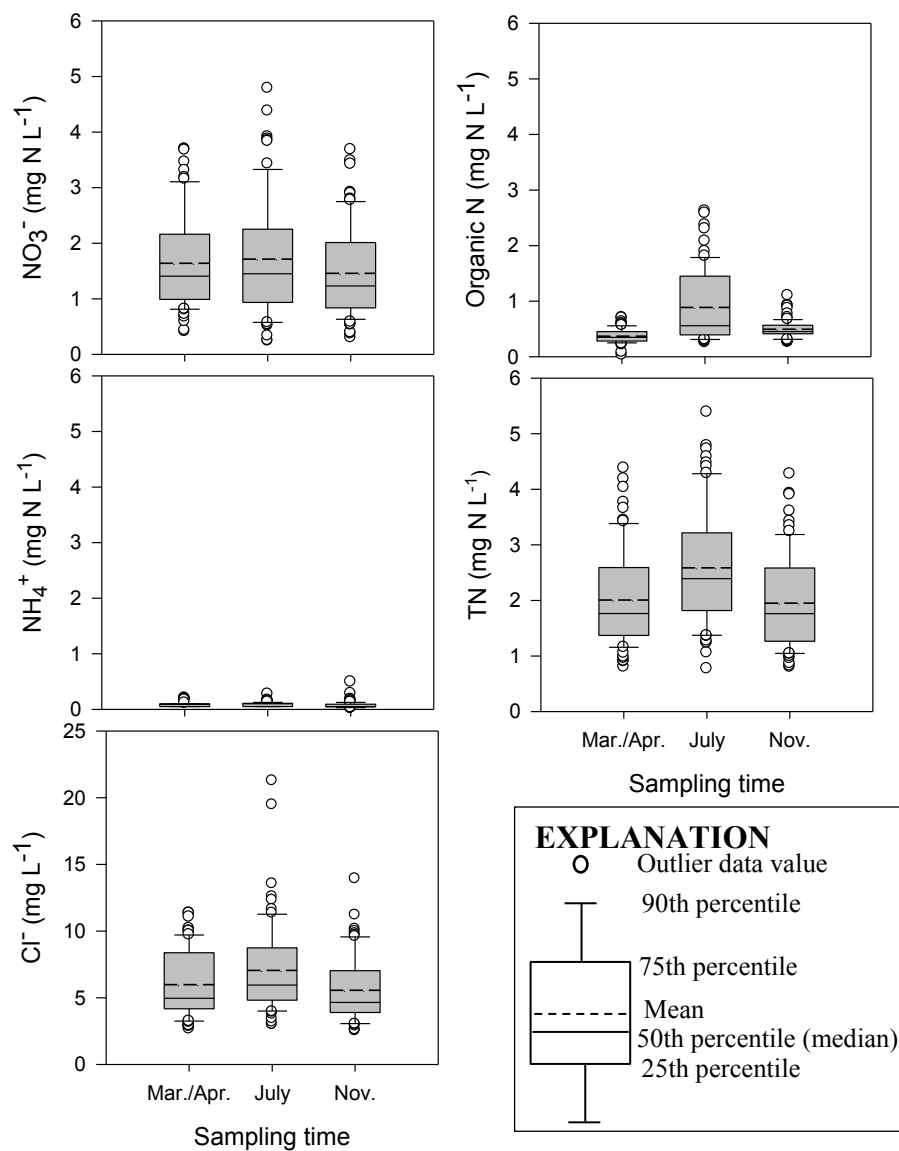 6
5
4
3
2
1
0
NO3⁻ (mg N L⁻¹)
6
5
4
3
2
1
0
Organic N (mg N L⁻¹)
6
5
4
3
2
1
0
NH4⁺ (mg N L⁻¹)
6
5
4
3
2
1
0
TN (mg N L⁻¹)
Mar./Apr. July Nov.
Sampling time
25
20
15
10
5
0
Cl⁻ (mg L⁻¹)
Mar./Apr. July Nov.
Sampling time
EXPLANATION
Outlier data value
90th percentile
75th percentile
Mean
50th percentile (median)
25th percentile